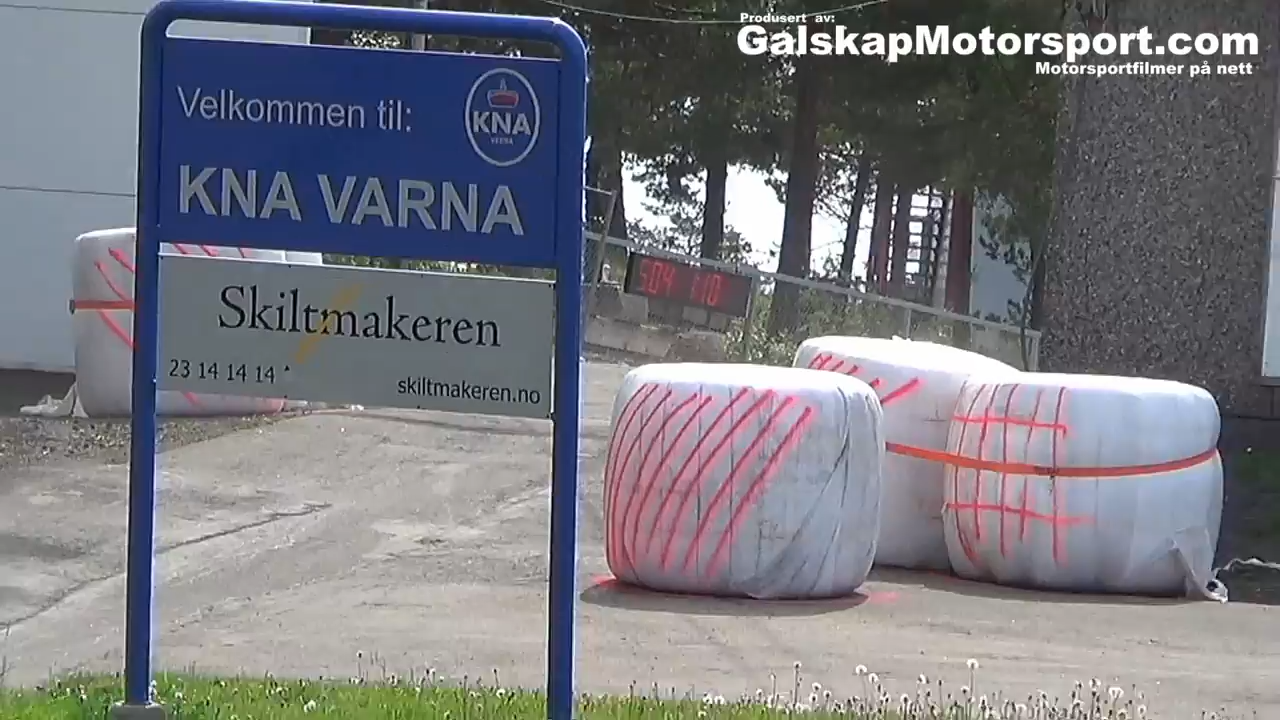 Produsert av:
GalskapMotorsport.com
Motorsportfilmer på nett
Velkommen til:
KNA
VARNA
KNA VARNA
Skiltmakeren
23 14 14 14
skiltmakeren.no